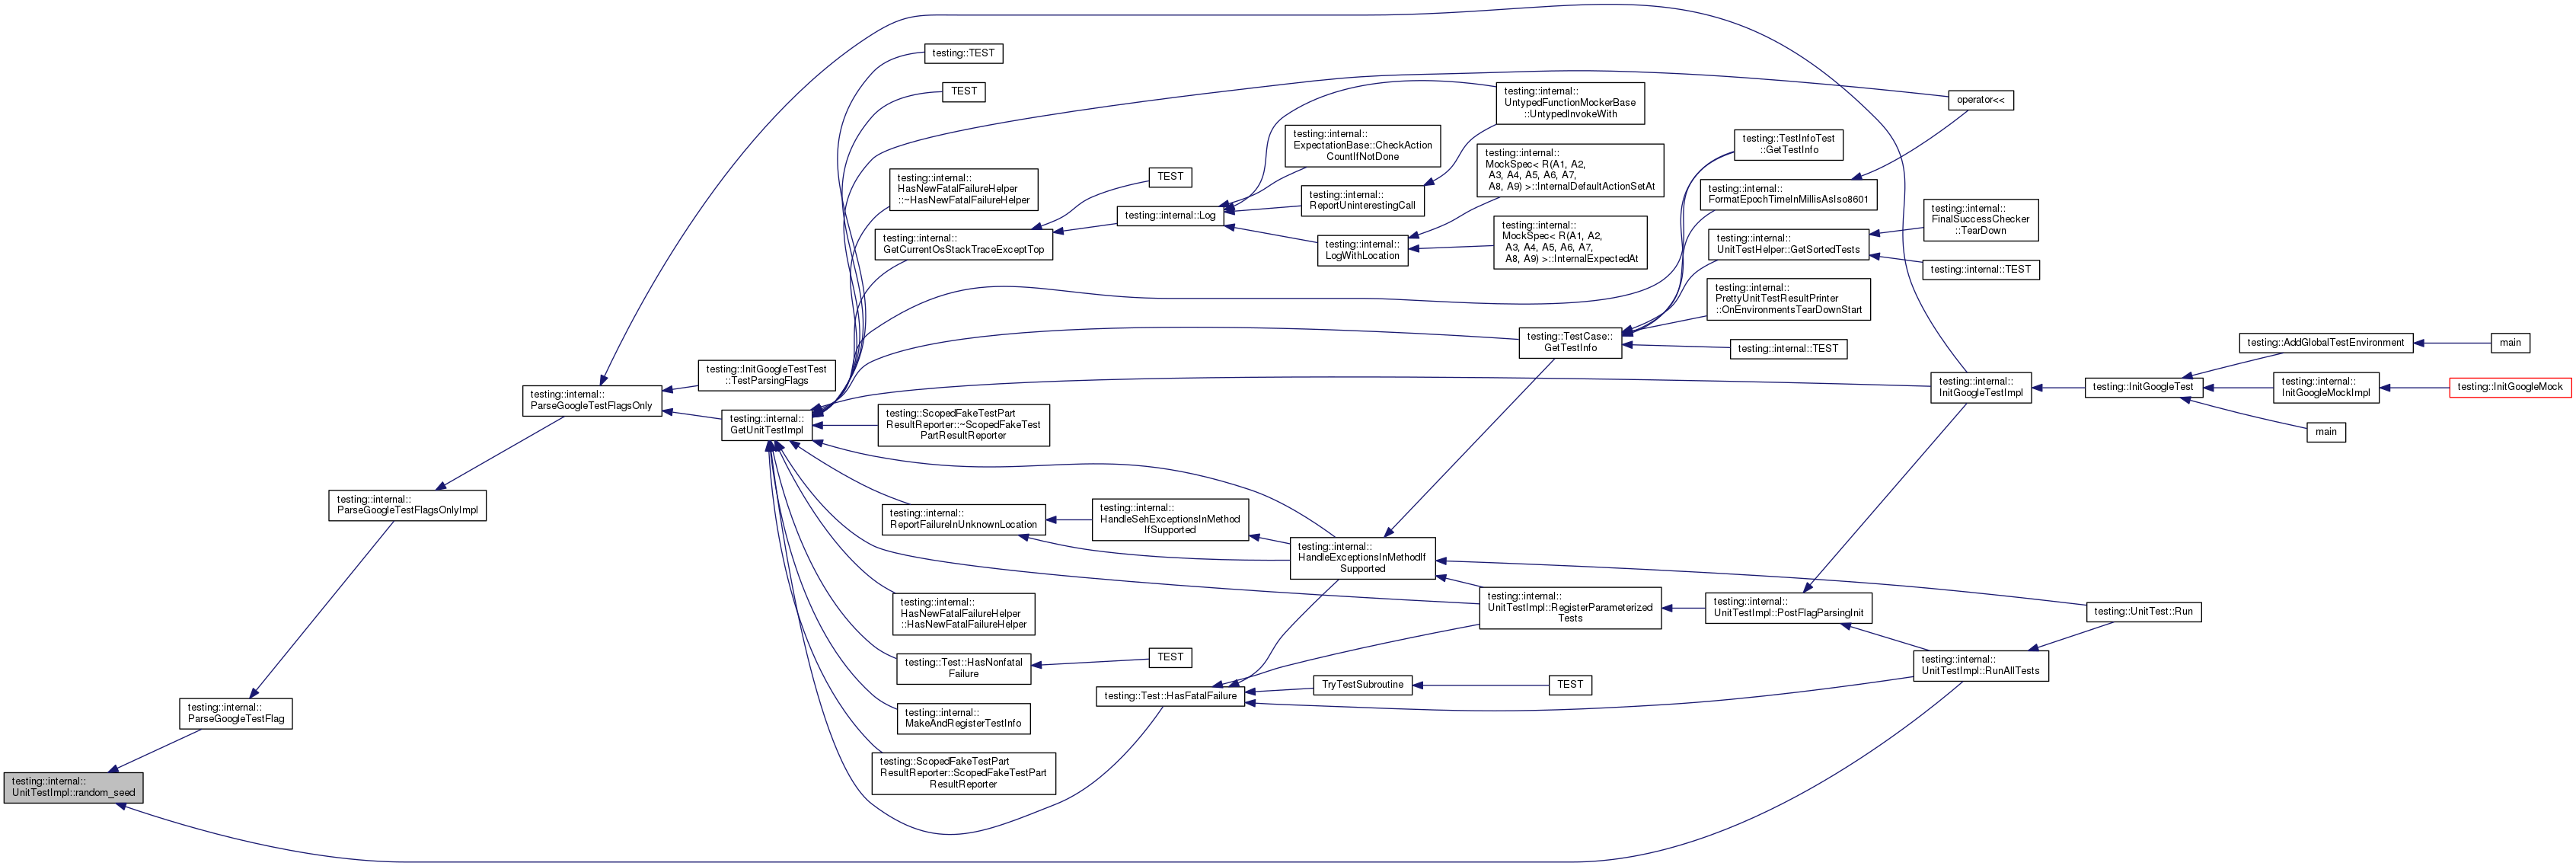 testing::internal::
UnitTestImpl::random_seed
testing::internal::
ParseGoogleTestFlag
testing::internal::
ParseGoogleTestFlagsOnlyImpl
testing::internal::
ParseGoogleTestFlagsOnly
testing::InitGoogleTestTest
::TestParsingFlags
testing::internal::
GetUnitTestImpl
testing::TEST
TEST
testing::internal::
HasNewFatalFailureHelper
::~HasNewFatalFailureHelper
testing::internal::
GetCurrentOsStackTraceExceptTop
testing::ScopedFakeTestPart
ResultReporter::~ScopedFakeTest
PartResultReporter
testing::internal::
ReportFailureInUnknownLocation
testing::internal::
HasNewFatalFailureHelper
::HasNewFatalFailureHelper
testing::Test::HasNonfatal
Failure
testing::internal::
MakeAndRegisterTestInfo
testing::ScopedFakeTestPart
ResultReporter::ScopedFakeTestPart
ResultReporter
TEST
testing::internal::Log
testing::internal::
HandleSehExceptionsInMethod
IfSupported
TEST
testing::Test::HasFatalFailure
testing::internal::
ExpectationBase::CheckAction
CountIfNotDone
testing::internal::
ReportUninterestingCall
testing::internal::
LogWithLocation
testing::internal::
HandleExceptionsInMethodIf
Supported
TryTestSubroutine
testing::internal::
UntypedFunctionMockerBase
::UntypedInvokeWith
testing::internal::
MockSpec< R(A1, A2,
A3, A4, A5, A6, A7,
A8, A9) >::InternalDefaultActionSetAt
testing::internal::
MockSpec< R(A1, A2,
A3, A4, A5, A6, A7,
A8, A9) >::InternalExpectedAt
testing::TestCase::
GetTestInfo
testing::internal::
UnitTestImpl::RegisterParameterized
Tests
TEST
testing::TestInfoTest
::GetTestInfo
testing::internal::
FormatEpochTimeInMillisAsIso8601
testing::internal::
UnitTestHelper::GetSortedTests
testing::internal::
PrettyUnitTestResultPrinter
::OnEnvironmentsTearDownStart
testing::internal::TEST
testing::internal::
UnitTestImpl::PostFlagParsingInit
operator<<
testing::internal::
FinalSuccessChecker
::TearDown
testing::internal::TEST
testing::internal::
InitGoogleTestImpl
testing::internal::
UnitTestImpl::RunAllTests
testing::InitGoogleTest
testing::UnitTest::Run
testing::AddGlobalTestEnvironment
testing::internal::
InitGoogleMockImpl
main
main
testing::InitGoogleMock